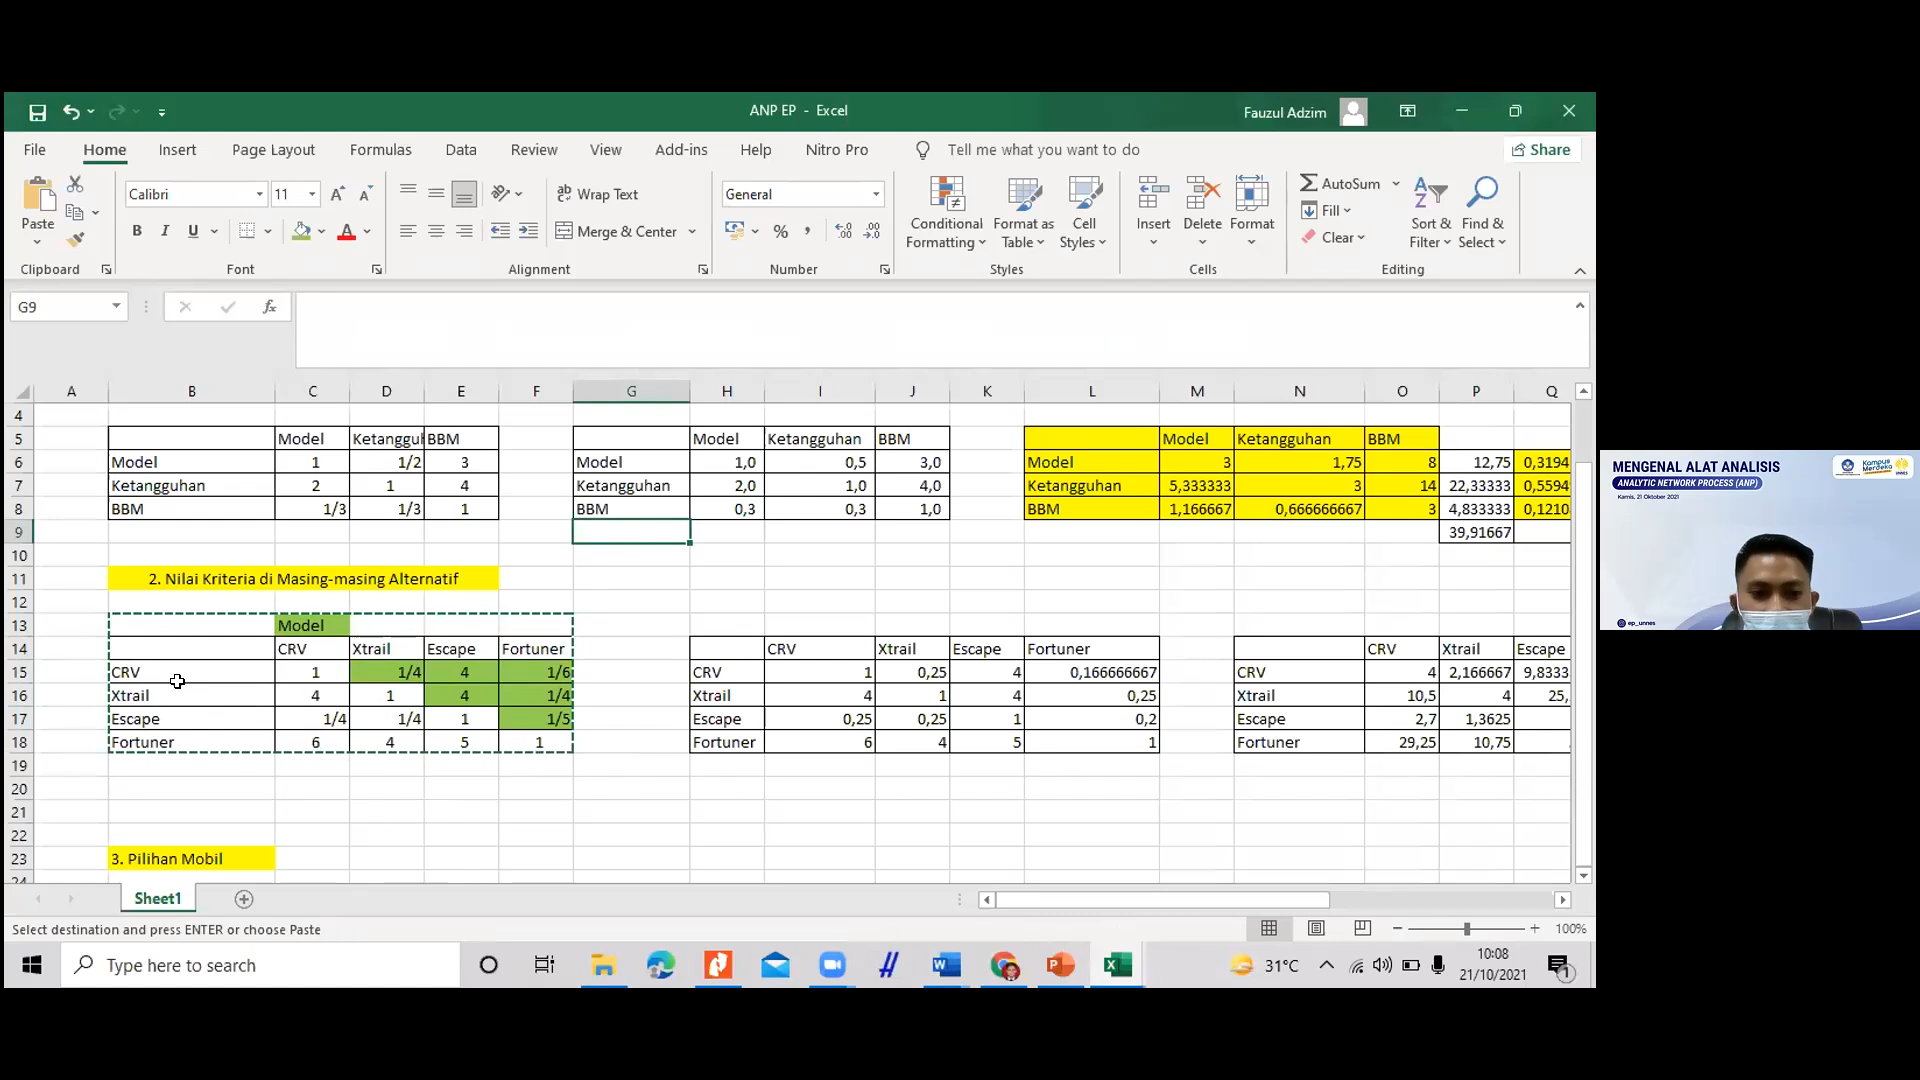 ANP EP - Excel
Fauzul Adzim
File Home Insert Page Layout Formulas Data Review View Add-ins Help Nitro Pro Tell me what you want to do Share
Paste
Calibri 11
Wrap Text
General
Conditional Formatting
Format as Table
Cell Styles
Insert Delete Format
AutoSum
Fill
Clear
Sort & Filter
Find & Select
B I U
Merge & Center
Clipboard Font Alignment Number Styles Cells Editing
G9
fx
A B C D E F G H I J K L M N O P Q
4
5 Model Ketangguh BBM Model Ketangguhan BBM Model Ketangguhan BBM
6 Model 1 1/2 3 Model 1,0 0,5 3,0 Model 3 1,75 8 12,75 0,3194
7 Ketangguhan 2 1 4 Ketangguhan 2,0 1,0 4,0 Ketangguhan 5,333333 3 14 22,33333 0,5594
8 BBM 1/3 1/3 1 BBM 0,3 0,3 1,0 BBM 1,166667 0,666666667 3 4,833333 0,1210
9 39,91667
10
11 2. Nilai Kriteria di Masing-masing Alternatif
12
13 Model
14 CRV Xtrail Escape Fortuner CRV Xtrail Escape Fortuner CRV Xtrail Escape
15 CRV 1 1/4 4 1/6 CRV 1 0,25 4 0,166666667 CRV 4 2,166667 9,8333
16 Xtrail 4 1 4 1/4 Xtrail 4 1 4 0,25 Xtrail 10,5 4 25,
17 Escape 1/4 1/4 1 1/5 Escape 0,25 0,25 1 0,2 Escape 2,7 1,3625
18 Fortuner 6 4 5 1 Fortuner 6 4 5 1 Fortuner 29,25 10,75
19
20
21
22
23 3. Pilihan Mobil
24
Sheet1
Select destination and press ENTER or choose Paste
100%
Type here to search
31°C
10:08
21/10/2021
1
MENGENAL ALAT ANALISIS
ANALYTIC NETWORK PROCESS (ANP)
Kamis, 21 Oktober 2021
Kampus Merdeka
ep_unnes